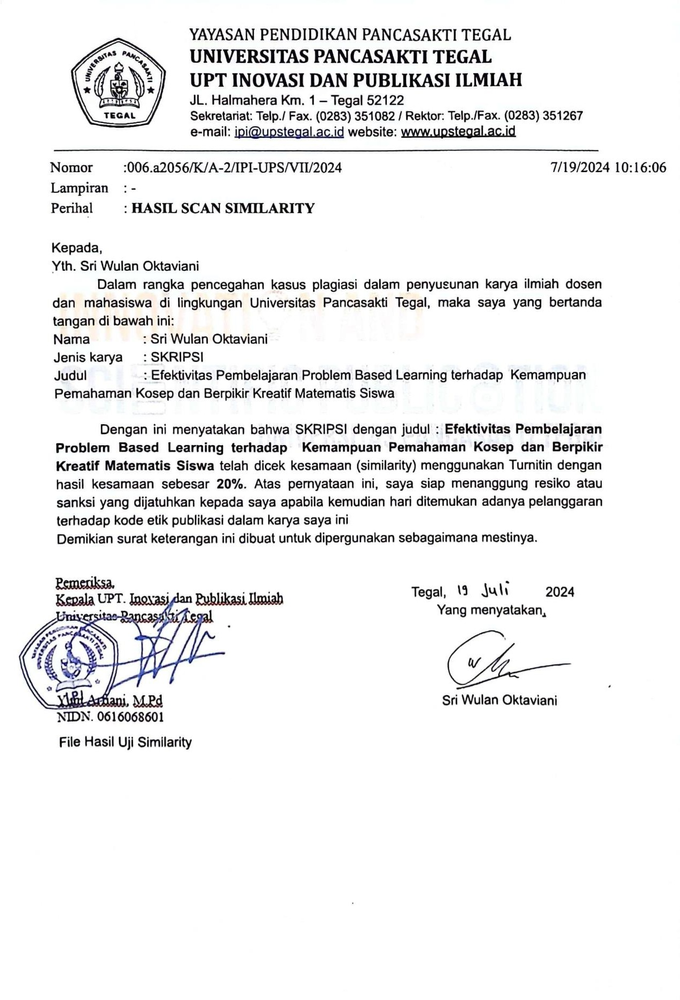 YAYASAN PENDIDIKAN PANCASAKTI TEGAL
UNIVERSITAS PANCASAKTI TEGAL
UPT INOVASI DAN PUBLIKASI ILMIAH
JL. Halmahera Km. 1 – Tegal 52122
Sekretariat: Telp./ Fax. (0283) 351082 / Rektor: Telp./Fax. (0283) 351267
e-mail: ipi@upstegal.ac.id website: www.upstegal.ac.id
UNIVERSITAS PANCASAKTI
TEGAL
Nomor :006.a2056/K/A-2/IPI-UPS/VII/2024 7/19/2024 10:16:06
Lampiran : -
Perihal : HASIL SCAN SIMILARITY
Kepada,
Yth. Sri Wulan Oktaviani
Dalam rangka pencegahan kasus plagiasi dalam penyusunan karya ilmiah dosen
dan mahasiswa di lingkungan Universitas Pancasakti Tegal, maka saya yang bertanda
tangan di bawah ini:
Nama : Sri Wulan Oktaviani
Jenis karya : SKRIPSI
Judul : Efektivitas Pembelajaran Problem Based Learning terhadap Kemampuan
Pemahaman Kosep dan Berpikir Kreatif Matematis Siswa
Dengan ini menyatakan bahwa SKRIPSI dengan judul : Efektivitas Pembelajaran
Problem Based Learning terhadap Kemampuan Pemahaman Kosep dan Berpikir
Kreatif Matematis Siswa telah dicek kesamaan (similarity) menggunakan Turnitin dengan
hasil kesamaan sebesar 20%. Atas pernyataan ini, saya siap menanggung resiko atau
sanksi yang dijatuhkan kepada saya apabila kemudian hari ditemukan adanya pelanggaran
terhadap kode etik publikasi dalam karya saya ini
Demikian surat keterangan ini dibuat untuk dipergunakan sebagaimana mestinya.
Pemeriksa,
Kepala UPT. Inovasi dan Publikasi Ilmiah
Universitas Pancasakti Tegal
YAYASAN PENDIDIKAN PANCASAKTI
UNIVERSITAS PANCASAKTI TEGAL
IPI
Arfiani, M.Pd
NIDN. 0616068601
Tegal, 19 Juli 2024
Yang menyatakan,
Sri Wulan Oktaviani
File Hasil Uji Similarity